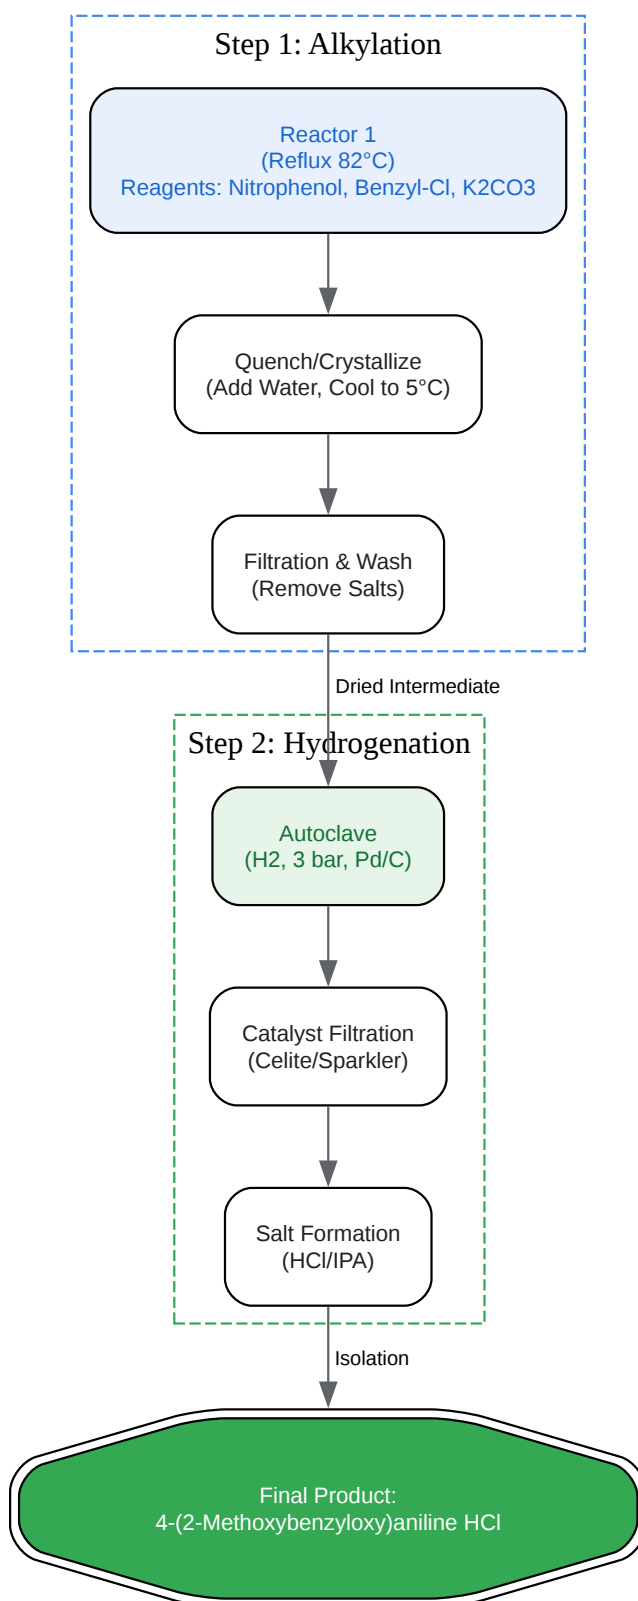 Step 1: Alkylation
Reactor 1
(Reflux 82°C)
Reagents: Nitrophenol, Benzyl-Cl, K2CO3
Quench/Crystallize
(Add Water, Cool to 5°C)
Filtration & Wash
(Remove Salts)
Dried Intermediate
Step 2: Hydrogenation
Autoclave
(H2, 3 bar, Pd/C)
Catalyst Filtration
(Celite/Sparkler)
Salt Formation
(HCl/IPA)
Isolation
Final Product:
4-(2-Methoxybenzyloxy)aniline HCl